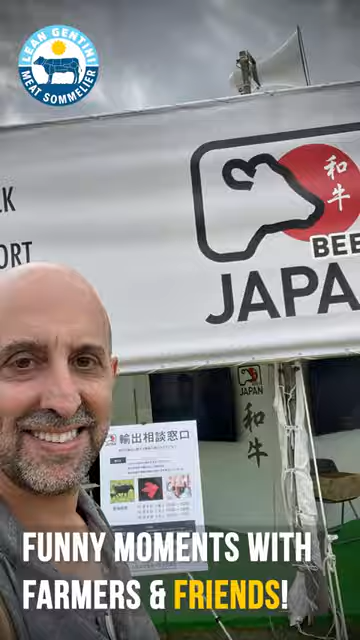 LEAN GENTINI
MEAT SOMMELIER
和
牛
BEE
JAPA
LK
ORT
JAPAN
和
牛
輸出相談窓口
FUNNY MOMENTS WITH
FARMERS & FRIENDS!